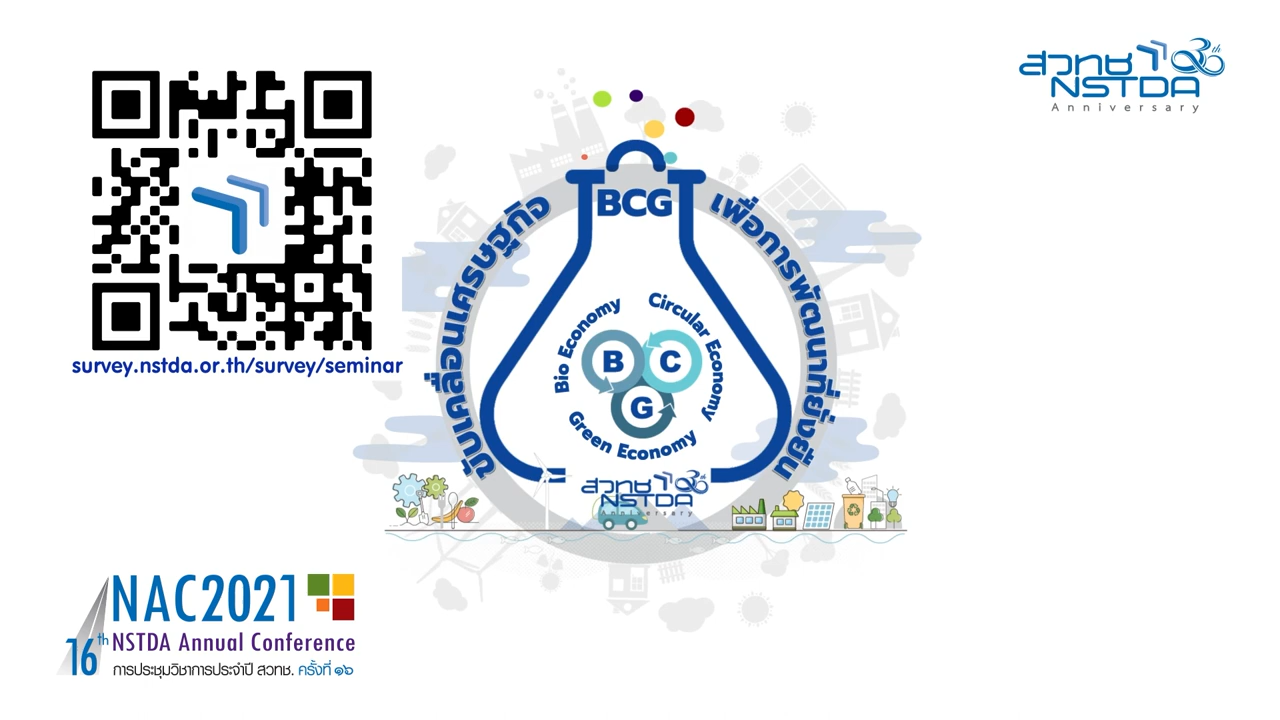 สวทช 30th
NSTDA
Anniversary
survey.nstda.or.th/survey/seminar
BCG
ขับเคลื่อนเศรษฐกิจ
เพื่อการพัฒนาที่ยั่งยืน
Bio Economy
Circular Economy
B
C
G
Green Economy
สวทช 30th
NSTDA
Anniversary
NAC2021
16th NSTDA Annual Conference
การประชุมวิชาการประจำปี สวทช. ครั้งที่ ๑๖